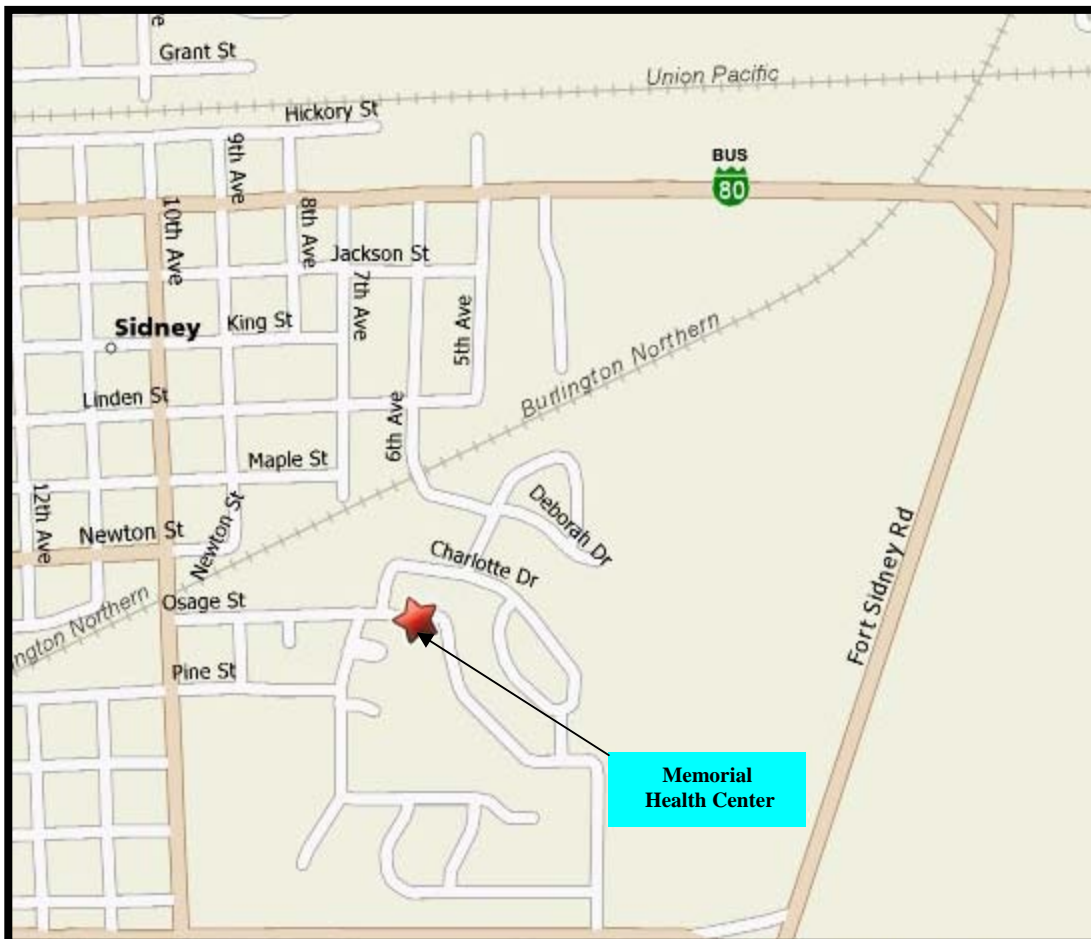 e
Grant St
Union Pacific
Hickory St
9th Ave
BUS
80
10th Ave
8th Ave
Jackson St
7th Ave
Sidney
King St
5th Ave
Burlington Northern
Linden St
6th Ave
Maple St
12th Ave
Deborah Dr
Newton St
Newton St
Charlotte Dr
Fort Sidney Rd
Osage St
ngton Northern
Pine St
Memorial
Health Center